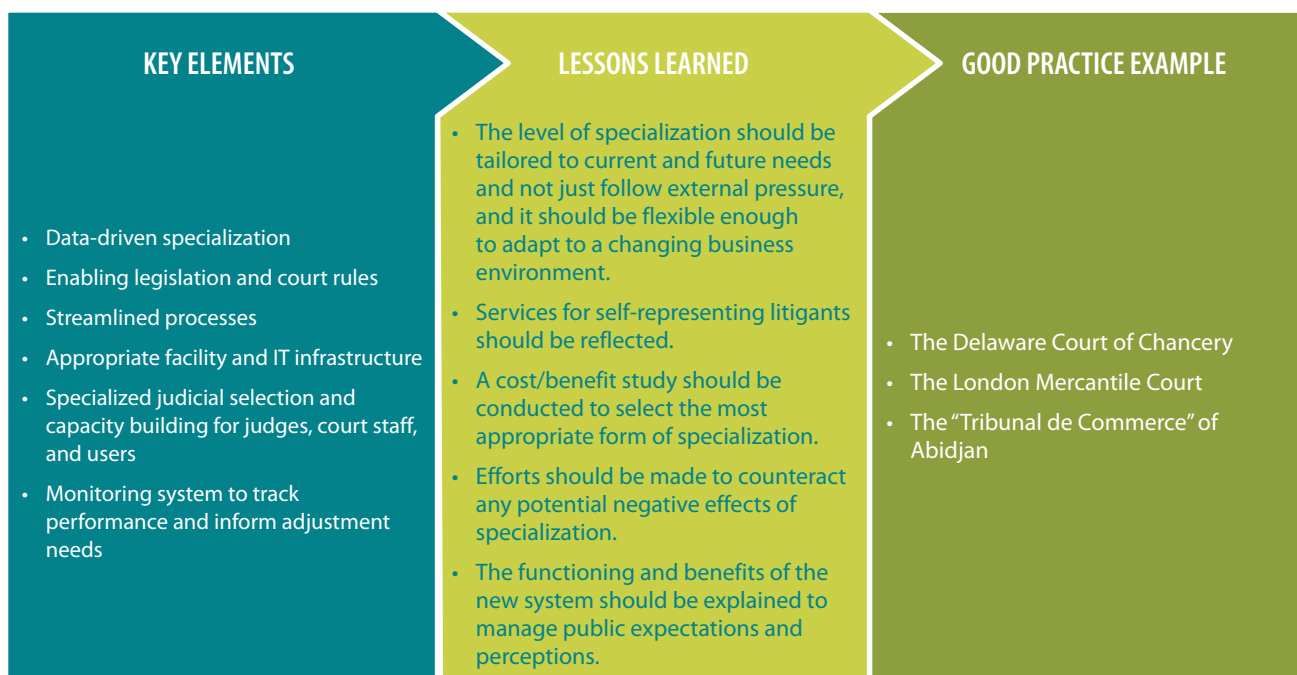 KEY ELEMENTS
• Data-driven specialization
• Enabling legislation and court rules
• Streamlined processes
• Appropriate facility and IT infrastructure
• Specialized judicial selection and
capacity building for judges, court staff,
and users
• Monitoring system to track
performance and inform adjustment
needs
LESSONS LEARNED
• The level of specialization should be
tailored to current and future needs
and not just follow external pressure,
and it should be flexible enough
to adapt to a changing business
environment.
• Services for self-representing litigants
should be reflected.
• A cost/benefit study should be
conducted to select the most
appropriate form of specialization.
• Efforts should be made to counteract
any potential negative effects of
specialization.
• The functioning and benefits of the
new system should be explained to
manage public expectations and
perceptions.
GOOD PRACTICE EXAMPLE
• The Delaware Court of Chancery
• The London Mercantile Court
• The “Tribunal de Commerce” of
Abidjan